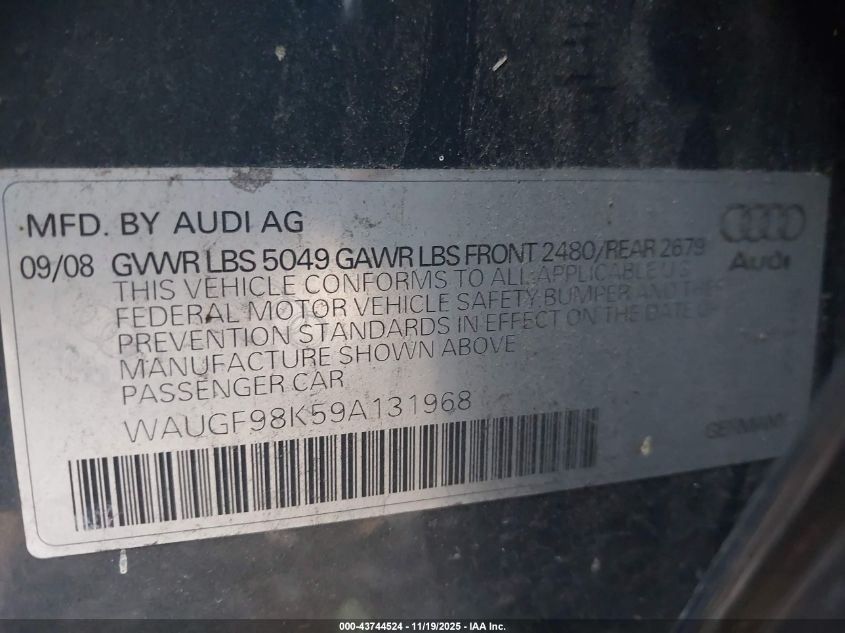 MFD. BY AUDI AG
09/08 GVWR LBS 5049 GAWR LBS FRONT 2480/REAR 2679
Audi
THIS VEHICLE CONFORMS TO ALL APPLICABLE U.S.
FEDERAL MOTOR VEHICLE SAFETY BUMPER AND THEFT
PREVENTION STANDARDS IN EFFECT ON THE DATE OF
MANUFACTURE SHOWN ABOVE
PASSENGER CAR
WAUGF98K59A131968
GERMANY
000-43744524 - 11/19/2025 - IAA Inc.